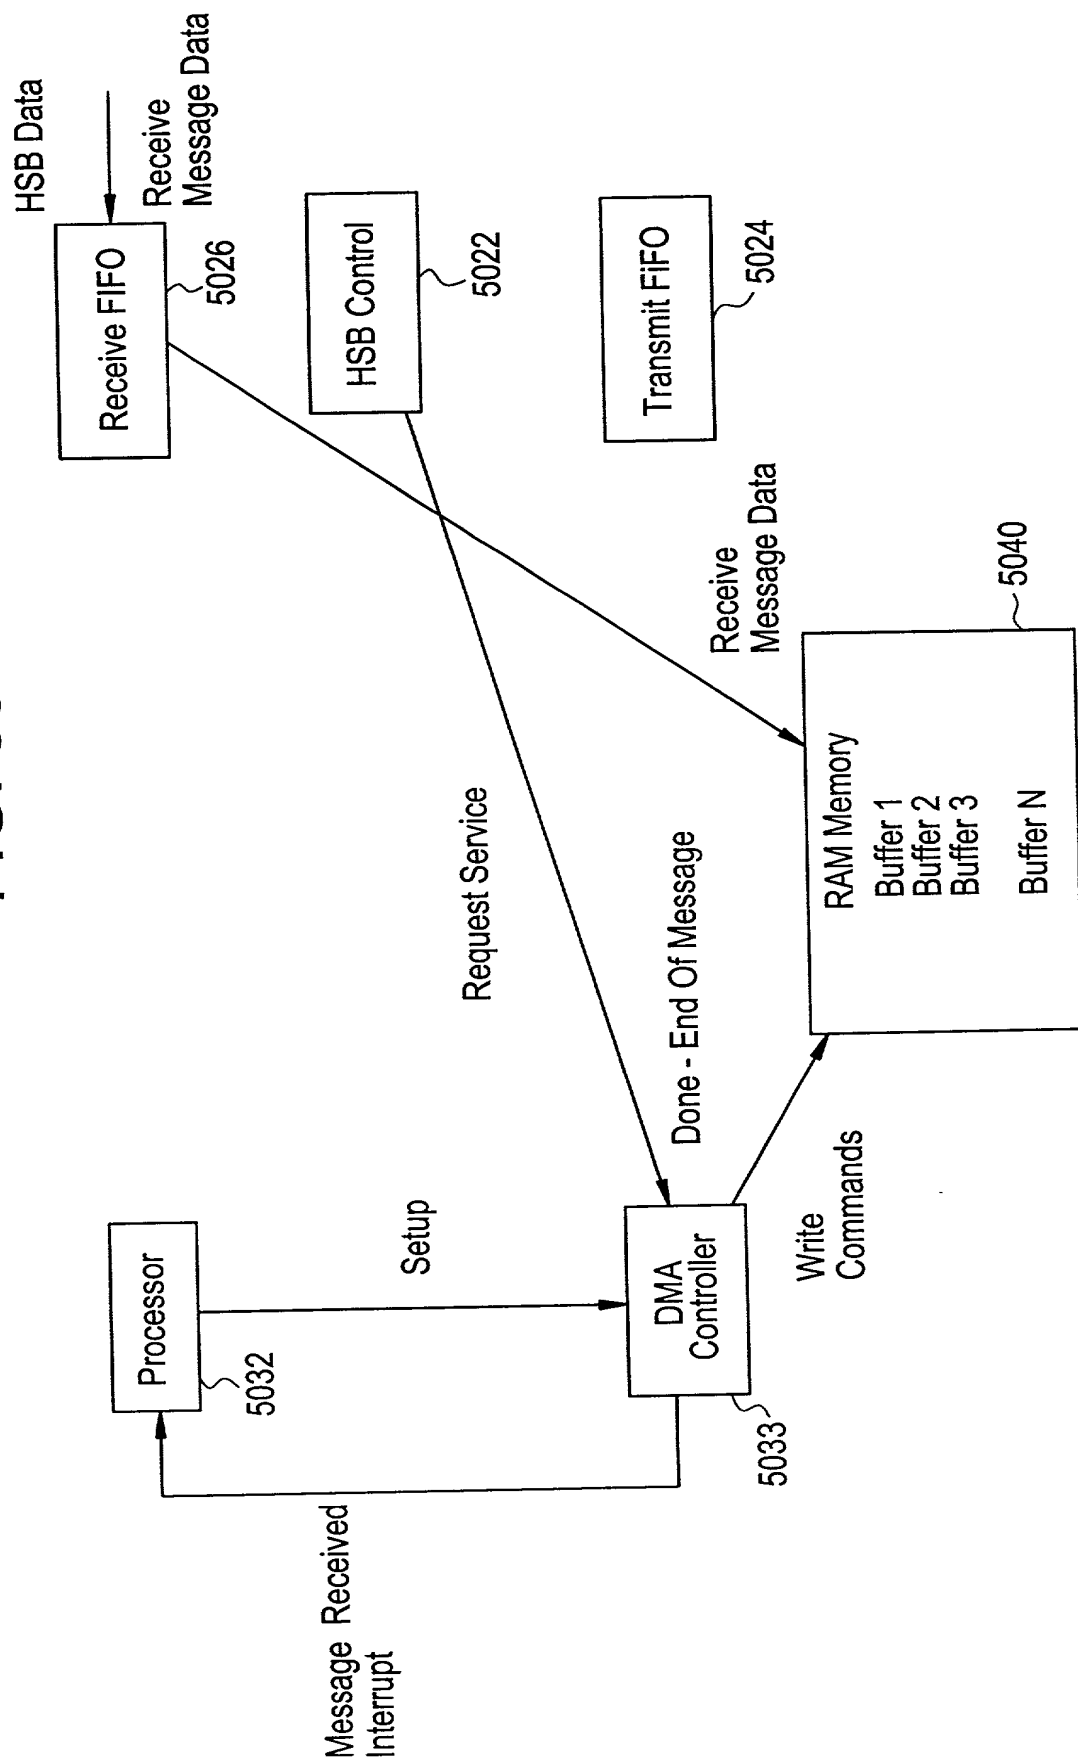 HSB Data
Receive
Message Data
Receive FIFO
5026
HSB Control
5022
Transmit FiFO
5024
Receive
Message Data
5040
RAM Memory
Buffer 1
Buffer 2
Buffer 3
Buffer N
Request Service
Done - End Of Message
Write
Commands
Processor
5032
Setup
DMA
Controller
5033
Message Received
Interrupt